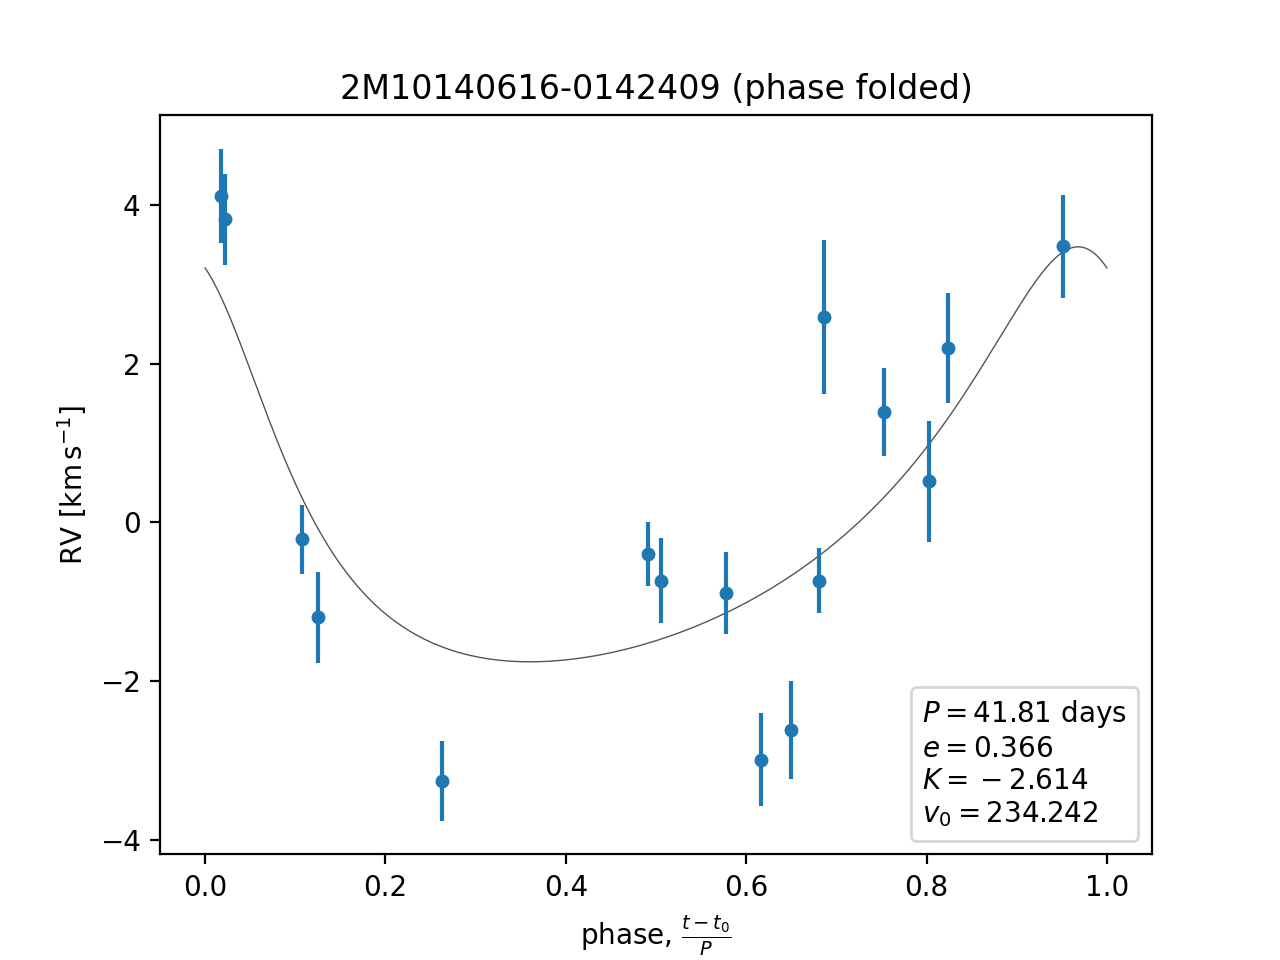 2M10140616-0142409 (phase folded)
RV [km s⁻¹]
4
2
0
−2
−4
0.0 0.2 0.4 0.6 0.8 1.0
phase, (t − t₀)/P
P = 41.81 days
e = 0.366
K = −2.614
v₀ = 234.242